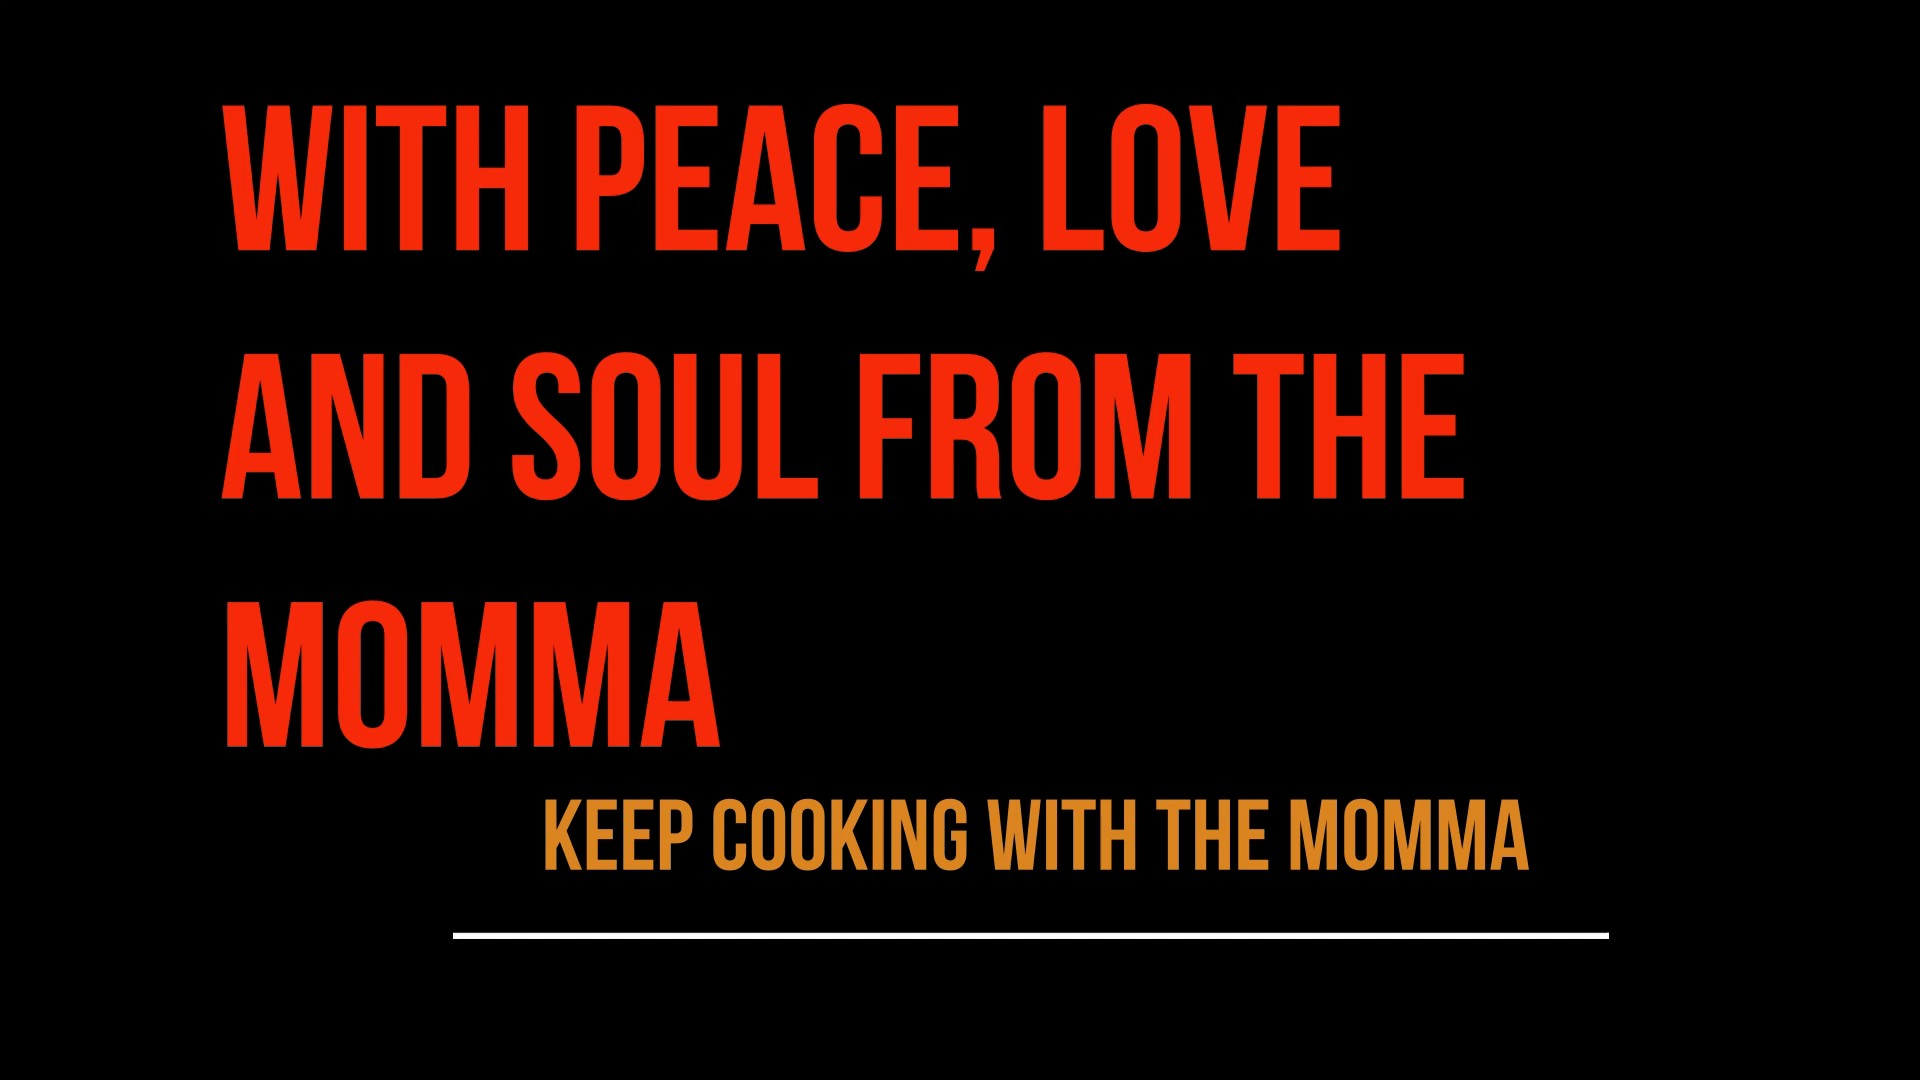 WITH PEACE, LOVE
AND SOUL FROM THE
MOMMA
KEEP COOKING WITH THE MOMMA